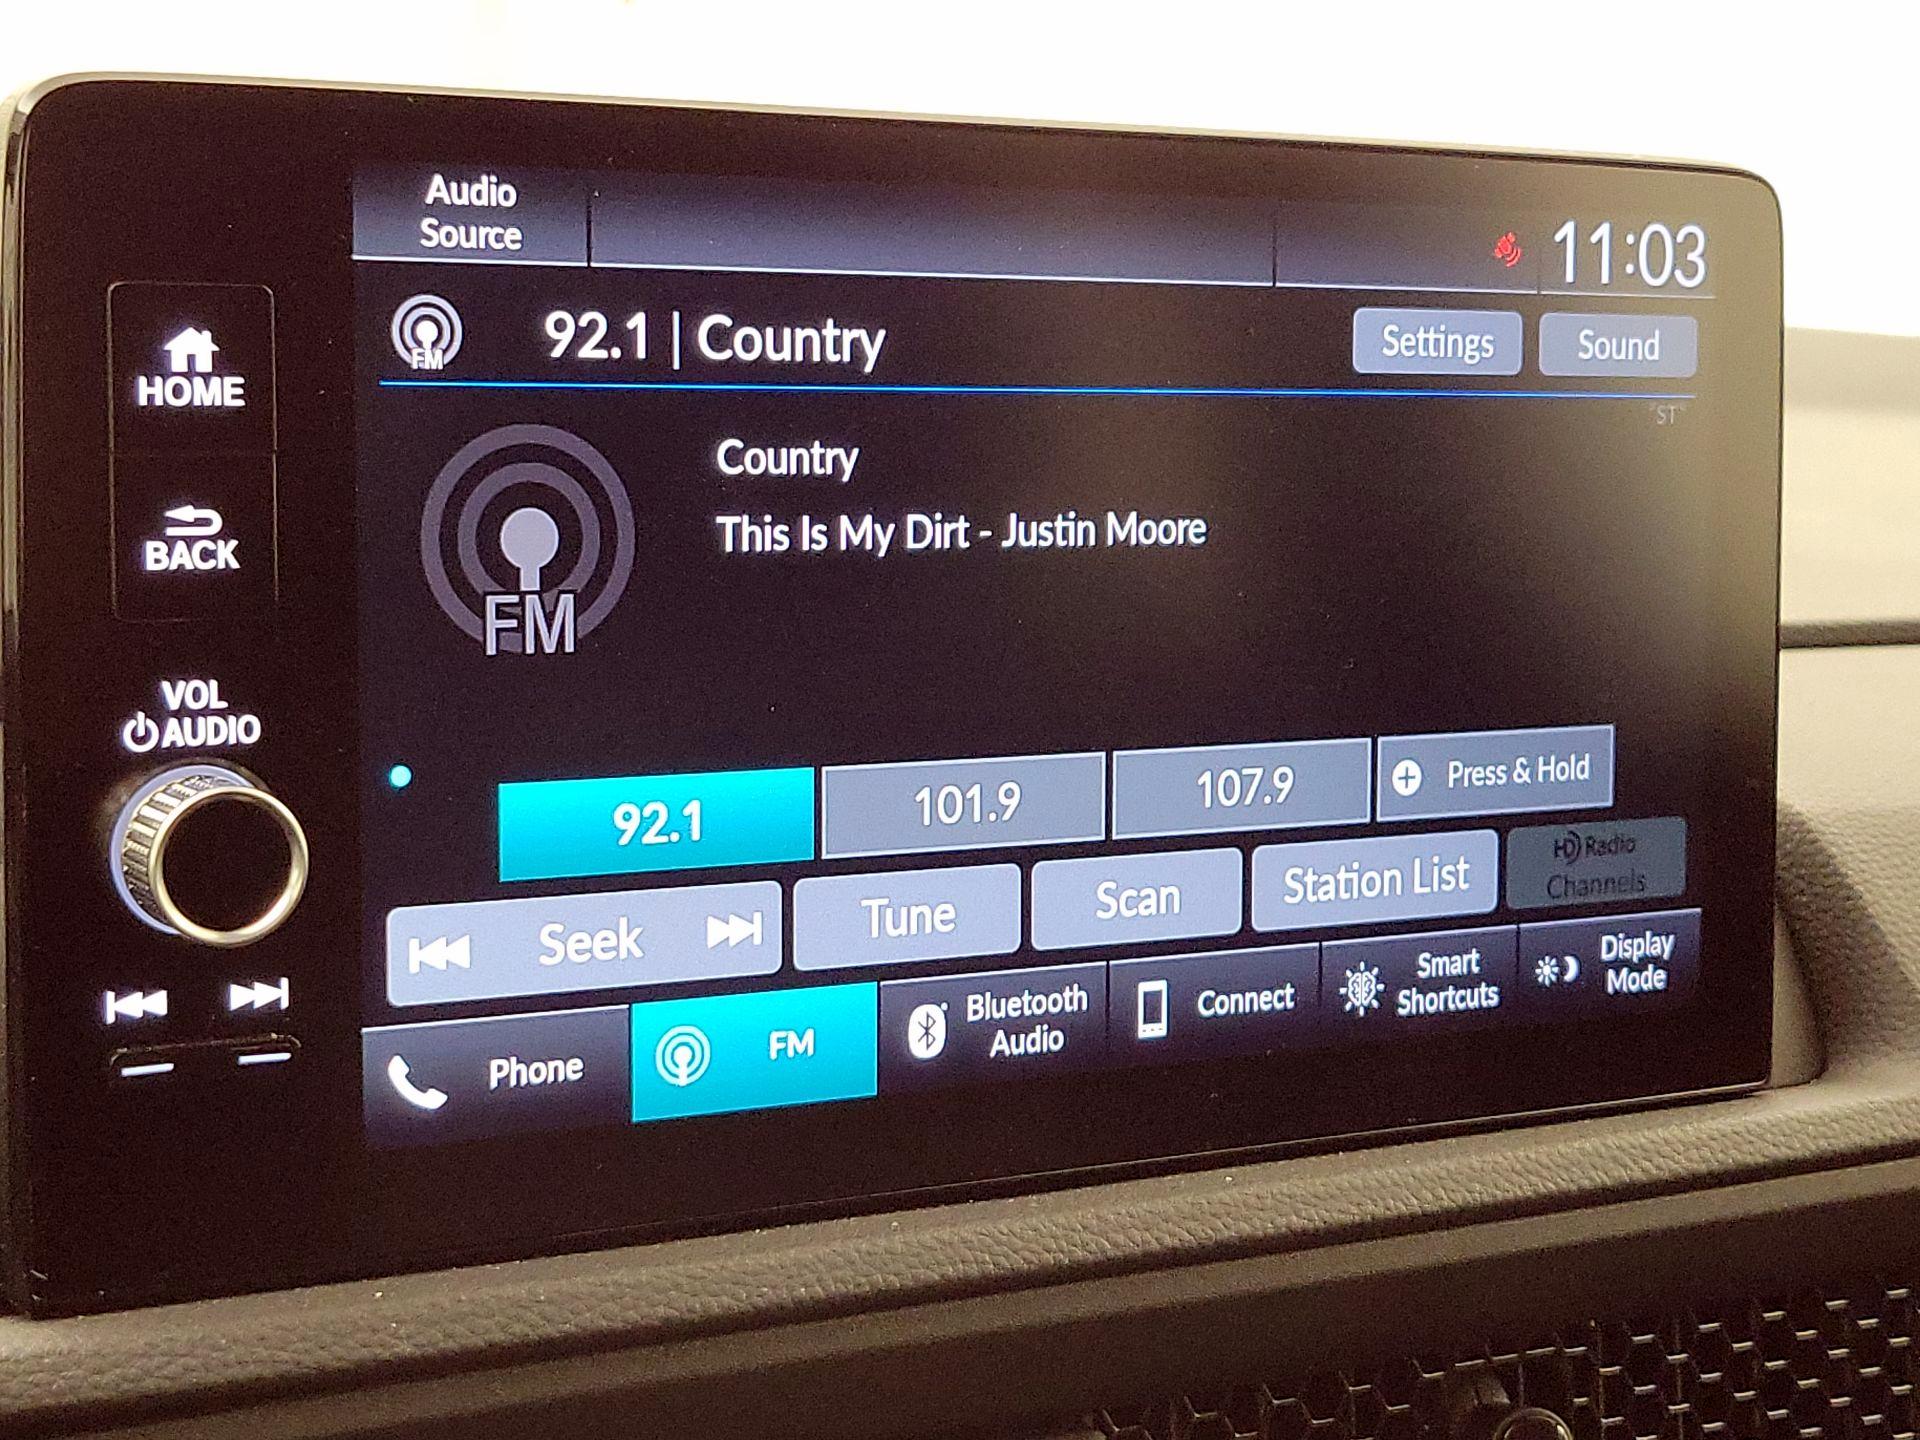 Audio
Source
11:03
FM
92.1 | Country
Settings
Sound
HOME
"ST"
Country
This Is My Dirt - Justin Moore
FM
BACK
VOL
AUDIO
92.1
101.9
107.9
Press & Hold
Seek
Tune
Scan
Station List
HD Radio
Channels
Phone
FM
Bluetooth
Audio
Connect
Smart
Shortcuts
Display
Mode